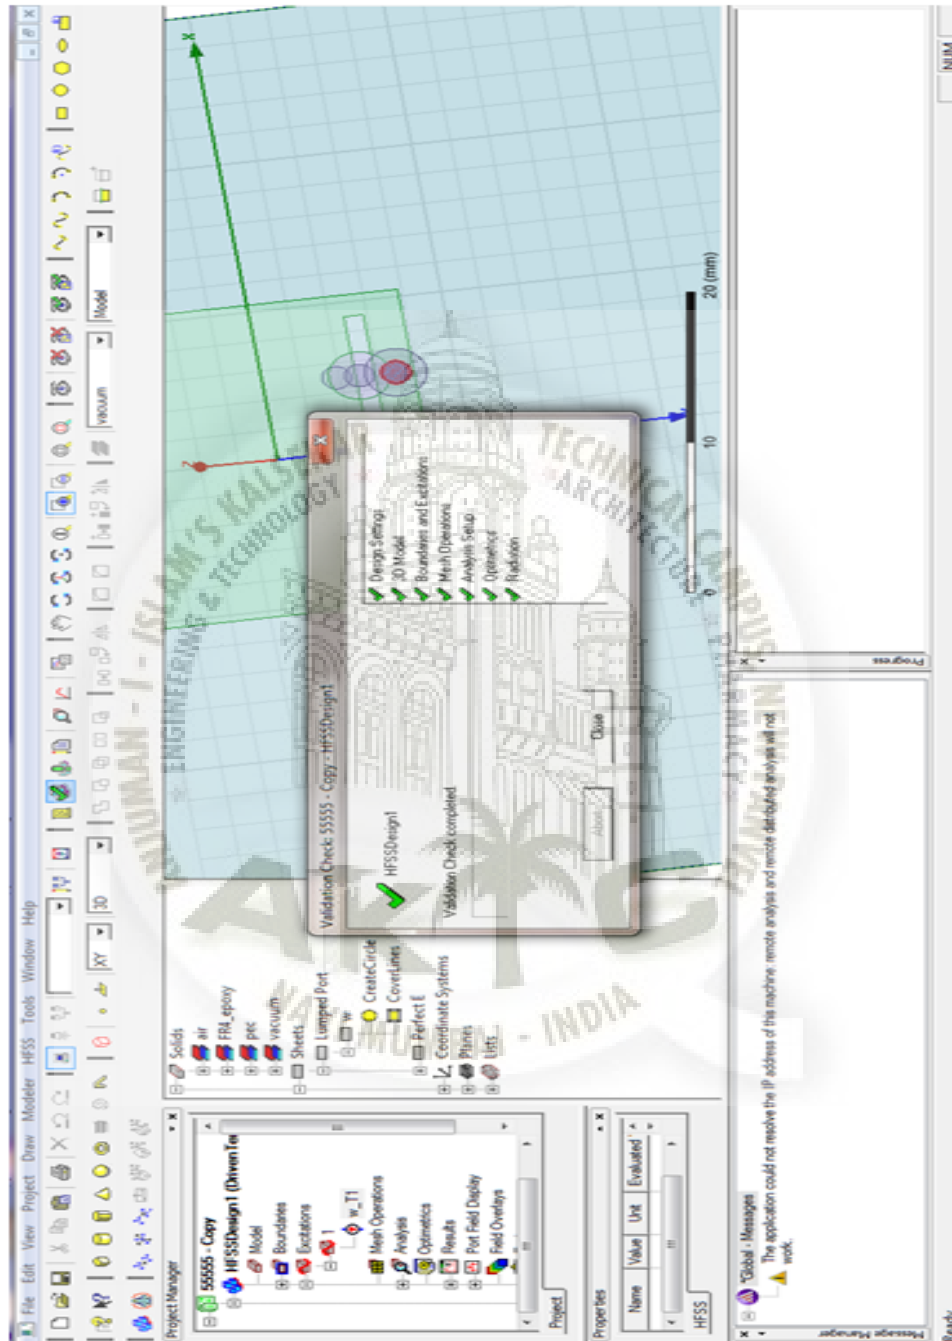 File Edit View Project Draw Modeler HFSS Tools Window Help
XY
3D
vacuum
Model
Project Manager
55555 - Copy
HFSSDesign1 (DrivenTer
Model
Boundaries
Excitations
1
w_T1
Mesh Operations
Analysis
Optimetrics
Results
Port Field Display
Field Overlays
Project
Properties
Name Value Unit Evaluated
HFSS
Solids
air
FR4_epoxy
pec
vacuum
Sheets
Lumped Port
w
CreateCircle
CoverLines
Perfect E
Coordinate Systems
Planes
Lists
Validation Check: 55555 - Copy - HFSSDesign1
HFSSDesign1
Validation Check completed
Design Settings
3D Model
Boundaries and Excitations
Mesh Operations
Analysis Setup
Optimetrics
Radiation
Abort
Close
Z
0 10 20 (mm)
Message Manager
*Global - Messages
The application could not resolve the IP address of this machine: remote analysis and remote distributed analysis will not
work.
Progress
Ready
NUM
ISLAM'S KALSEKAR TECHNICAL CAMPUS
ENGINEERING & TECHNOLOGY
ARCHITECTURE
AKTC
INDIA